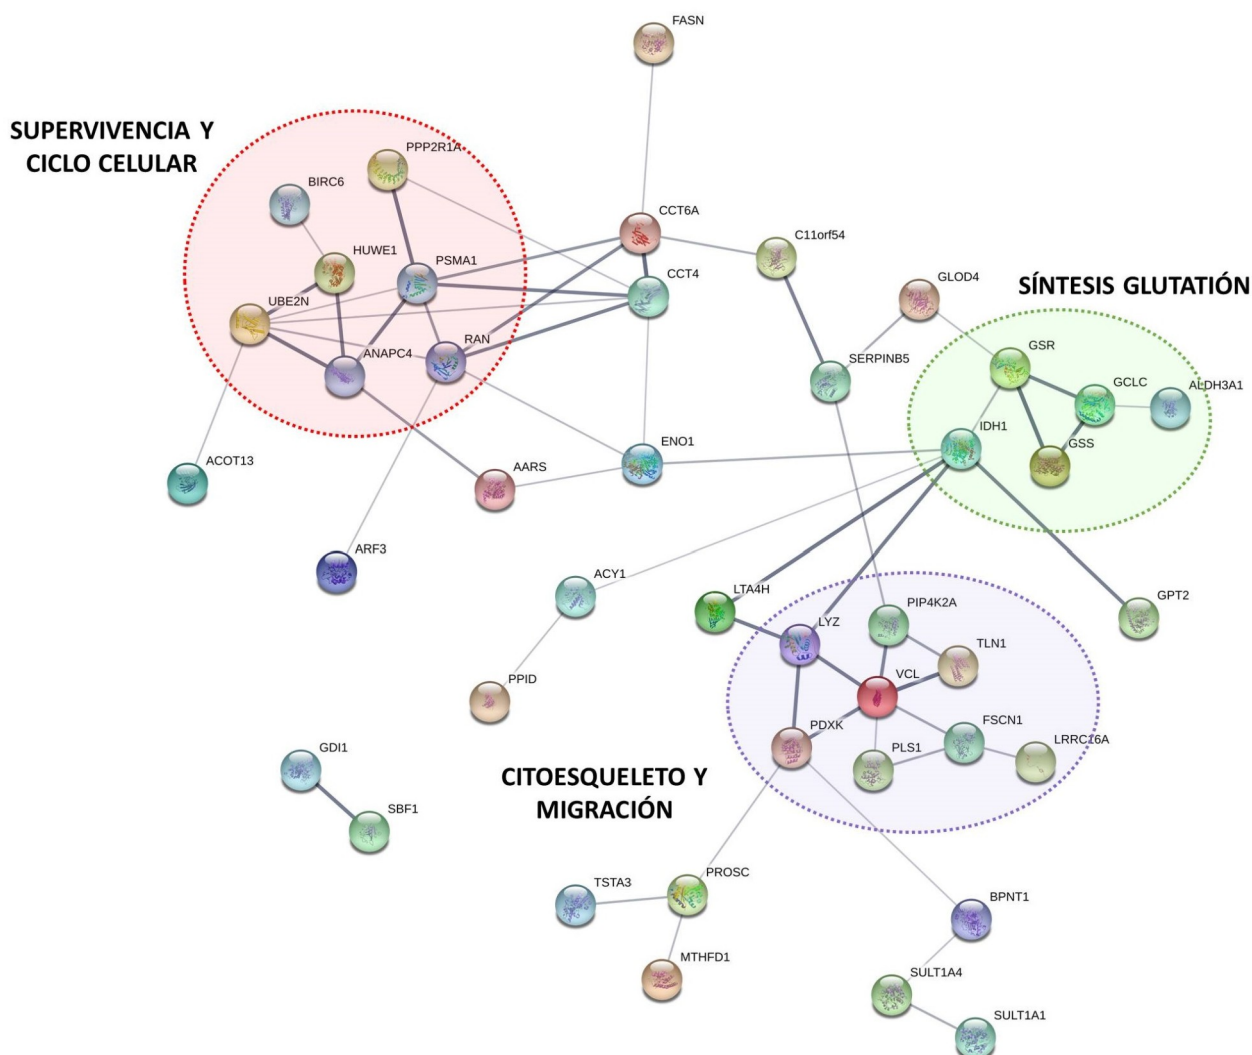 FASN
SUPERVIVENCIA Y
CICLO CELULAR
PPP2R1A
BIRC6
CCT6A
C11orf54
HUWE1
PSMA1
CCT4
GLOD4
SÍNTESIS GLUTATIÓN
UBE2N
ANAPC4
RAN
SERPINB5
GSR
GCLC
ALDH3A1
IDH1
GSS
ENO1
ACOT13
AARS
ARF3
ACY1
LTA4H
PIP4K2A
GPT2
LYZ
TLN1
PPID
VCL
PDXK
FSCN1
PLS1
LRRC16A
GDI1
CITOESQUELETO Y
MIGRACIÓN
SBF1
TSTA3
PROSC
BPNT1
MTHFD1
SULT1A4
SULT1A1